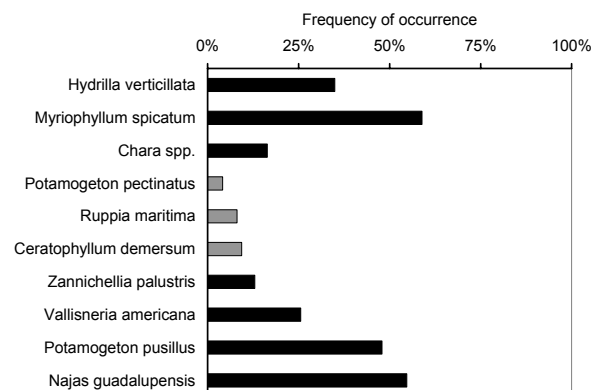 Frequency of occurrence
0% 25% 50% 75% 100%
Hydrilla verticillata
Myriophyllum spicatum
Chara spp.
Potamogeton pectinatus
Ruppia maritima
Ceratophyllum demersum
Zannichellia palustris
Vallisneria americana
Potamogeton pusillus
Najas guadalupensis